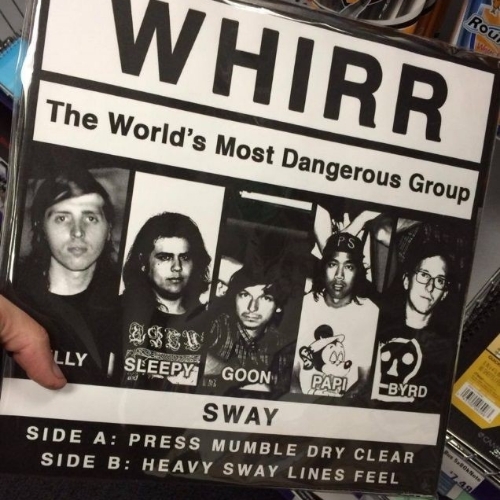 WHIRR
The World's Most Dangerous Group
LLY
SLEEPY
GOON
PAPI
BYRD
SWAY
SIDE A: PRESS MUMBLE DRY CLEAR
SIDE B: HEAVY SWAY LINES FEEL